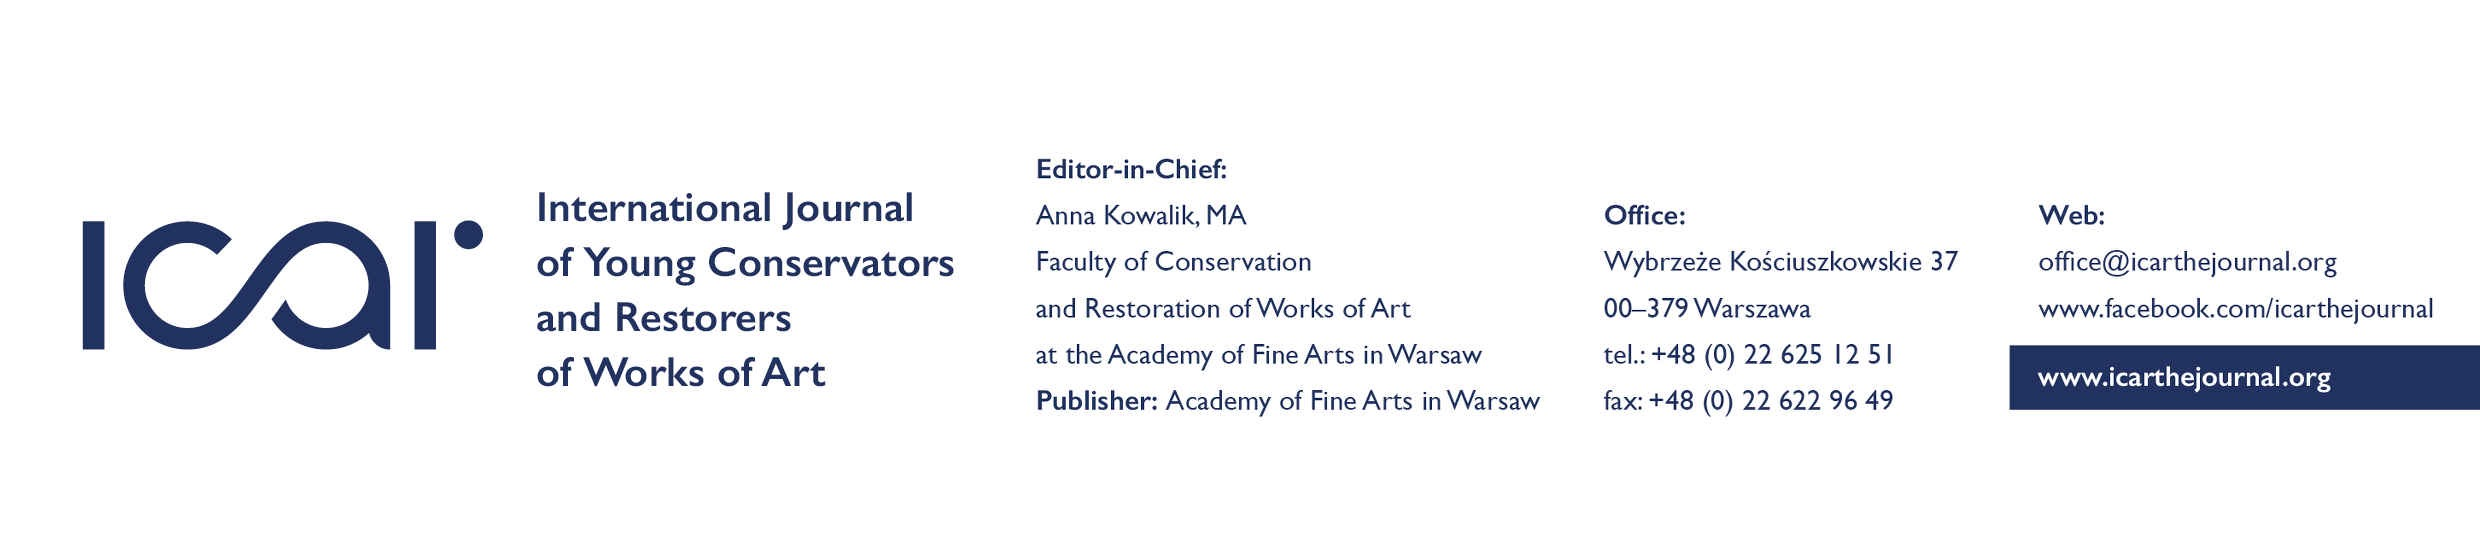 icar
International Journal
of Young Conservators
and Restorers
of Works of Art
Editor-in-Chief:
Anna Kowalik, MA
Faculty of Conservation
and Restoration of Works of Art
at the Academy of Fine Arts in Warsaw
Publisher: Academy of Fine Arts in Warsaw
Office:
Wybrzeże Kościuszkowskie 37
00–379 Warszawa
tel.: +48 (0) 22 625 12 51
fax: +48 (0) 22 622 96 49
Web:
office@icarthejournal.org
www.facebook.com/icarthejournal
www.icarthejournal.org